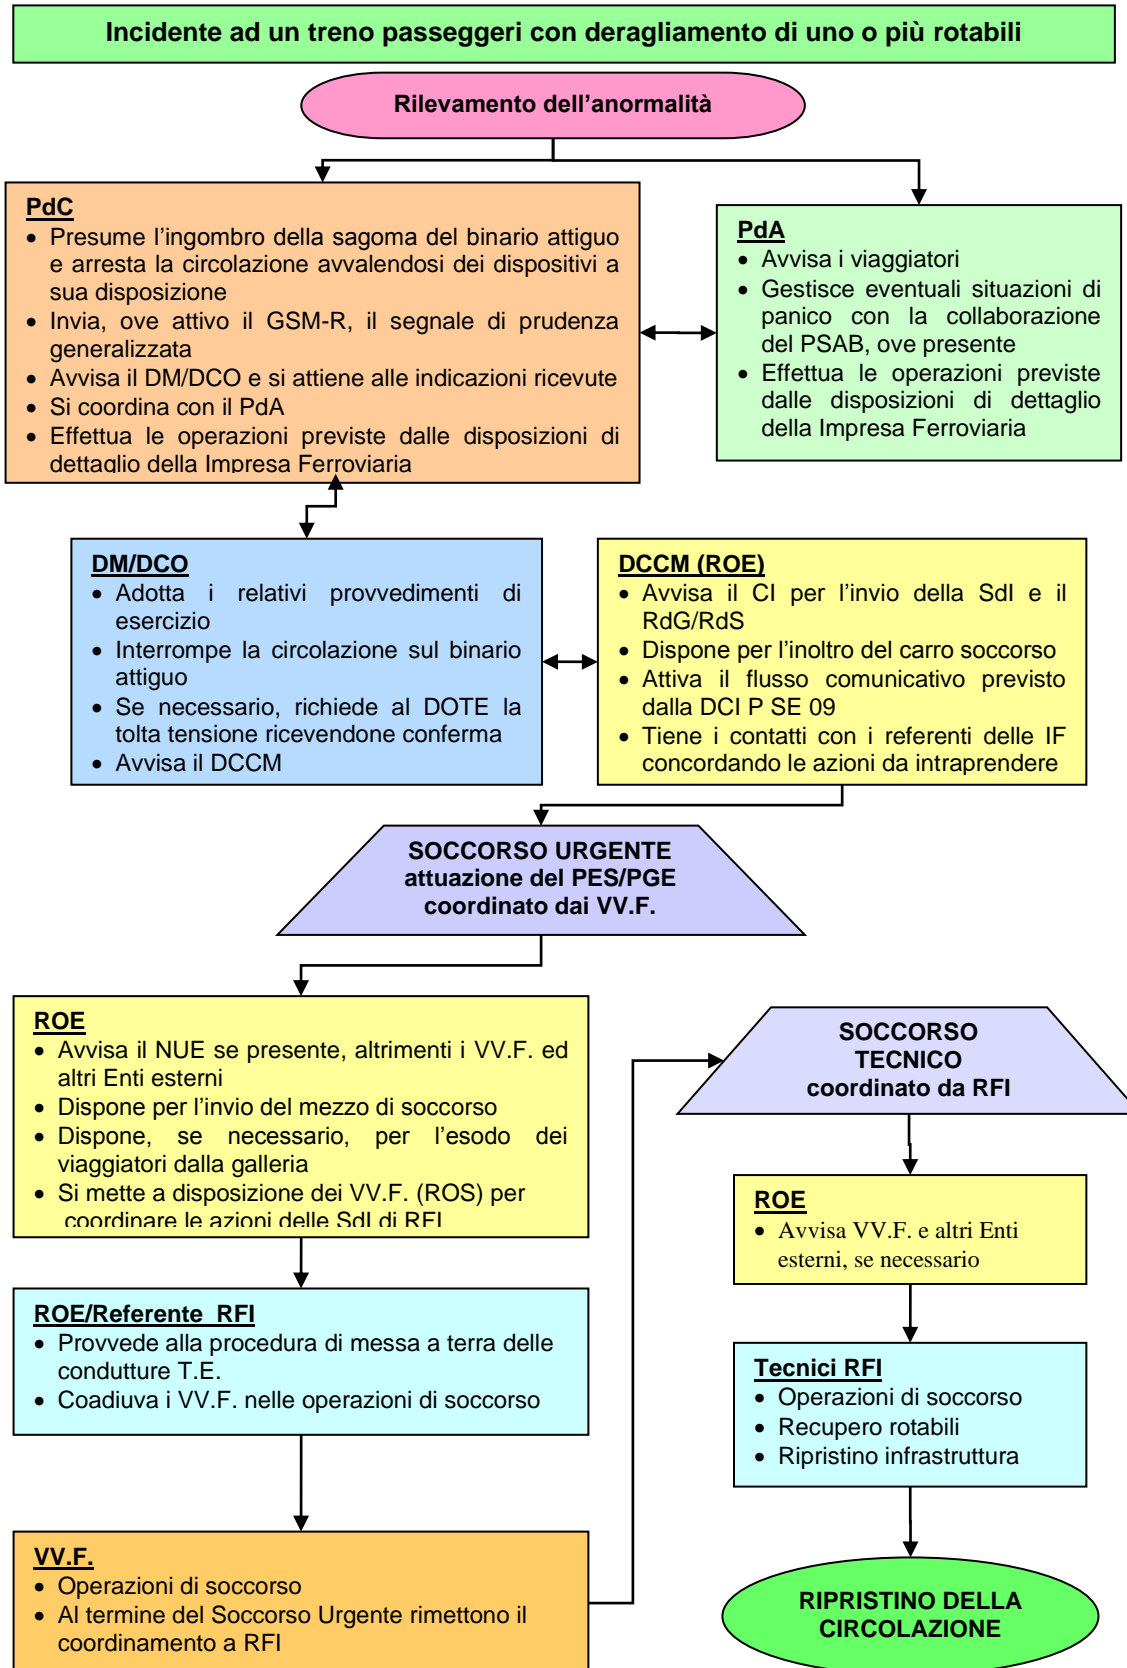 Incidente ad un treno passeggeri con deragliamento di uno o più rotabili
Rilevamento dell'anormalità
PdC
• Presume l'ingombro della sagoma del binario attiguo
e arresta la circolazione avvalendosi dei dispositivi a
sua disposizione
• Invia, ove attivo il GSM-R, il segnale di prudenza
generalizzata
• Avvisa il DM/DCO e si attiene alle indicazioni ricevute
• Si coordina con il PdA
• Effettua le operazioni previste dalle disposizioni di
dettaglio della Impresa Ferroviaria
PdA
• Avvisa i viaggiatori
• Gestisce eventuali situazioni di
panico con la collaborazione
del PSAB, ove presente
• Effettua le operazioni previste
dalle disposizioni di dettaglio
della Impresa Ferroviaria
DM/DCO
• Adotta i relativi provvedimenti di
esercizio
• Interrompe la circolazione sul binario
attiguo
• Se necessario, richiede al DOTE la
tolta tensione ricevendone conferma
• Avvisa il DCCM
DCCM (ROE)
• Avvisa il CI per l'invio della SdI e il
RdG/RdS
• Dispone per l'inoltro del carro soccorso
• Attiva il flusso comunicativo previsto
dalla DCI P SE 09
• Tiene i contatti con i referenti delle IF
concordando le azioni da intraprendere
SOCCORSO URGENTE
attuazione del PES/PGE
coordinato dai VV.F.
ROE
• Avvisa il NUE se presente, altrimenti i VV.F. ed
altri Enti esterni
• Dispone per l'invio del mezzo di soccorso
• Dispone, se necessario, per l'esodo dei
viaggiatori dalla galleria
• Si mette a disposizione dei VV.F. (ROS) per
coordinare le azioni delle SdI di RFI
ROE/Referente RFI
• Provvede alla procedura di messa a terra delle
condutture T.E.
• Coadiuva i VV.F. nelle operazioni di soccorso
VV.F.
• Operazioni di soccorso
• Al termine del Soccorso Urgente rimettono il
coordinamento a RFI
SOCCORSO
TECNICO
coordinato da RFI
ROE
• Avvisa VV.F. e altri Enti
esterni, se necessario
Tecnici RFI
• Operazioni di soccorso
• Recupero rotabili
• Ripristino infrastruttura
RIPRISTINO DELLA
CIRCOLAZIONE